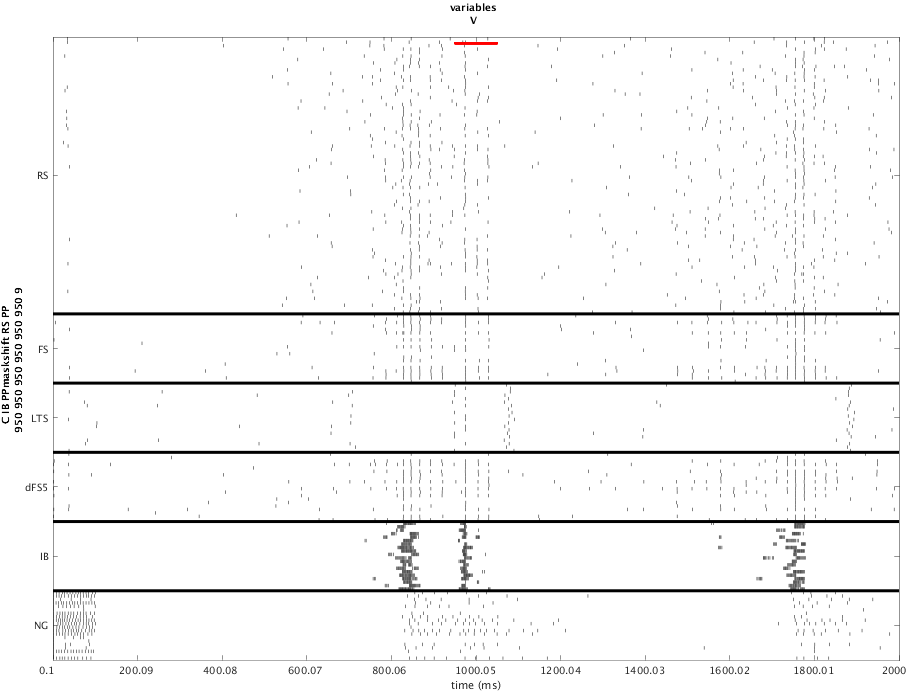 variables
V
C IB PPmaskshift RS PP
950 950 950 950 950 950 9
RS
FS
LTS
dFS5
IB
NG
0.1 200.09 400.08 600.07 800.06 1000.05 1200.04 1400.03 1600.02 1800.01 2000
time (ms)